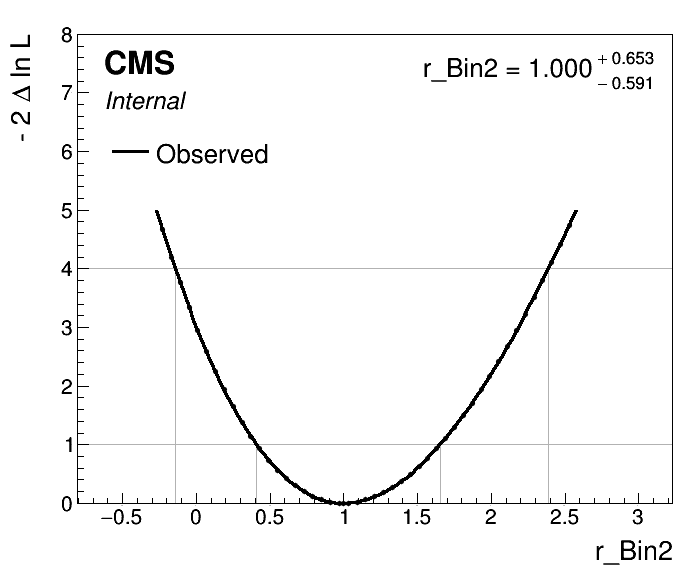 CMS
Internal
r_Bin2 = 1.000 + 0.653 − 0.591
Observed
- 2 Δ ln L
8
7
6
5
4
3
2
1
0
−0.5 0 0.5 1 1.5 2 2.5 3
r_Bin2